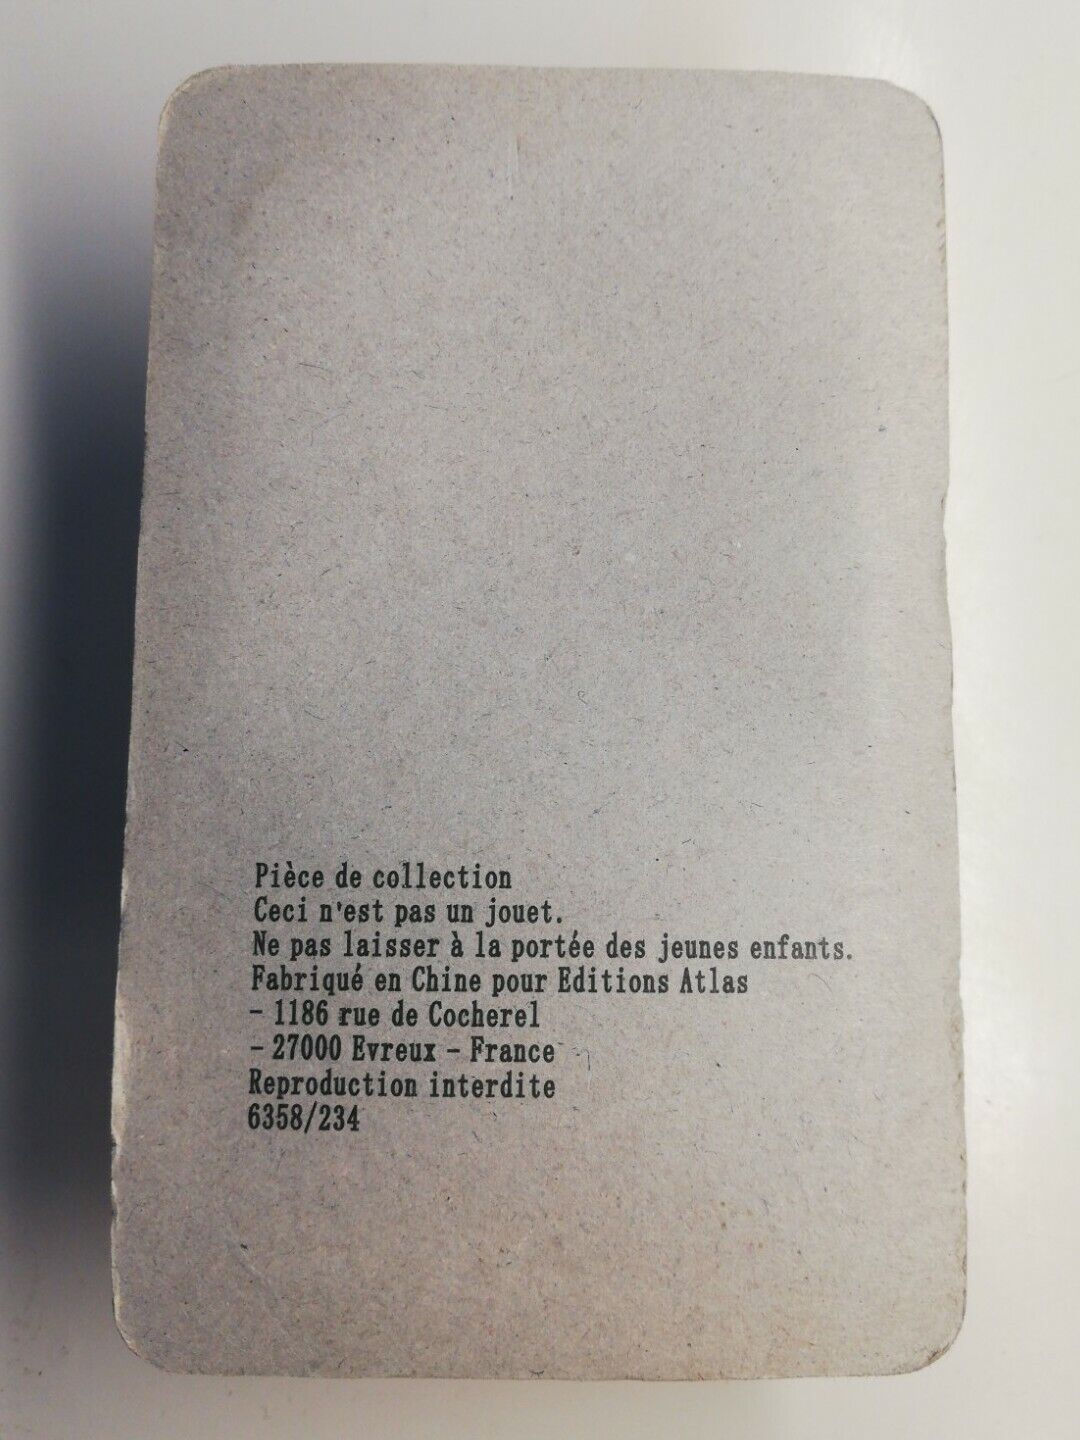 Pièce de collection
Ceci n'est pas un jouet.
Ne pas laisser à la portée des jeunes enfants.
Fabriqué en Chine pour Editions Atlas
- 1186 rue de Cocherel
- 27000 Evreux - France
Reproduction interdite
6358/234